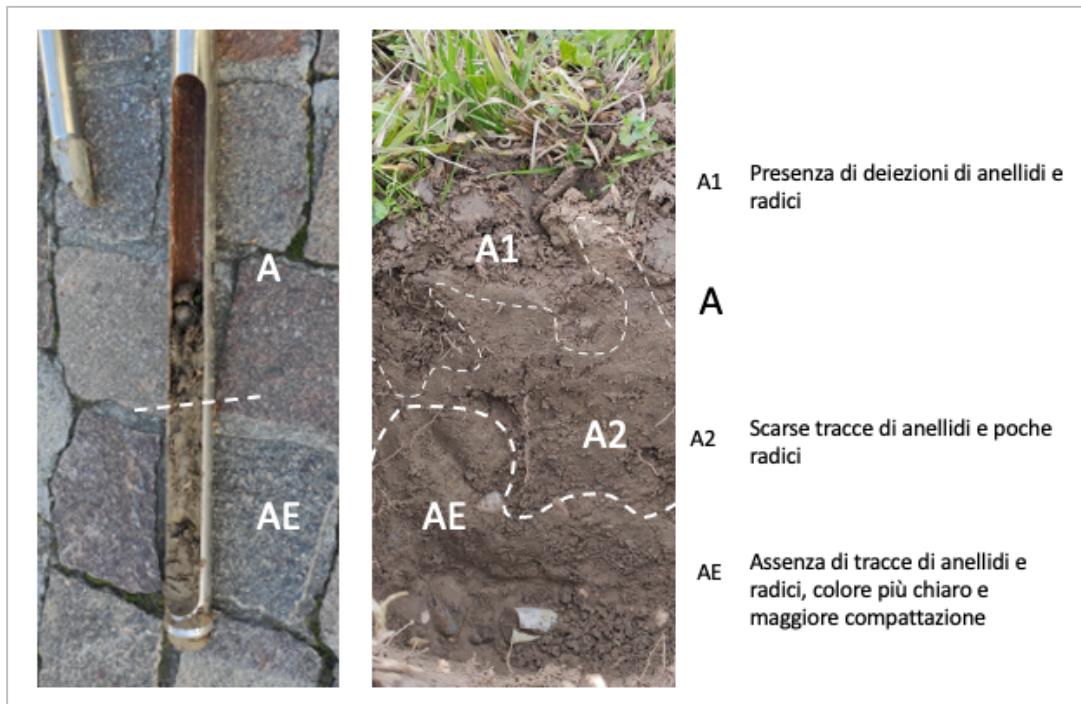 A
AE
A1
A2
AE
A1 Presenza di deiezioni di anellidi e
radici
A
A2 Scarse tracce di anellidi e poche
radici
AE Assenza di tracce di anellidi e
radici, colore più chiaro e
maggiore compattazione